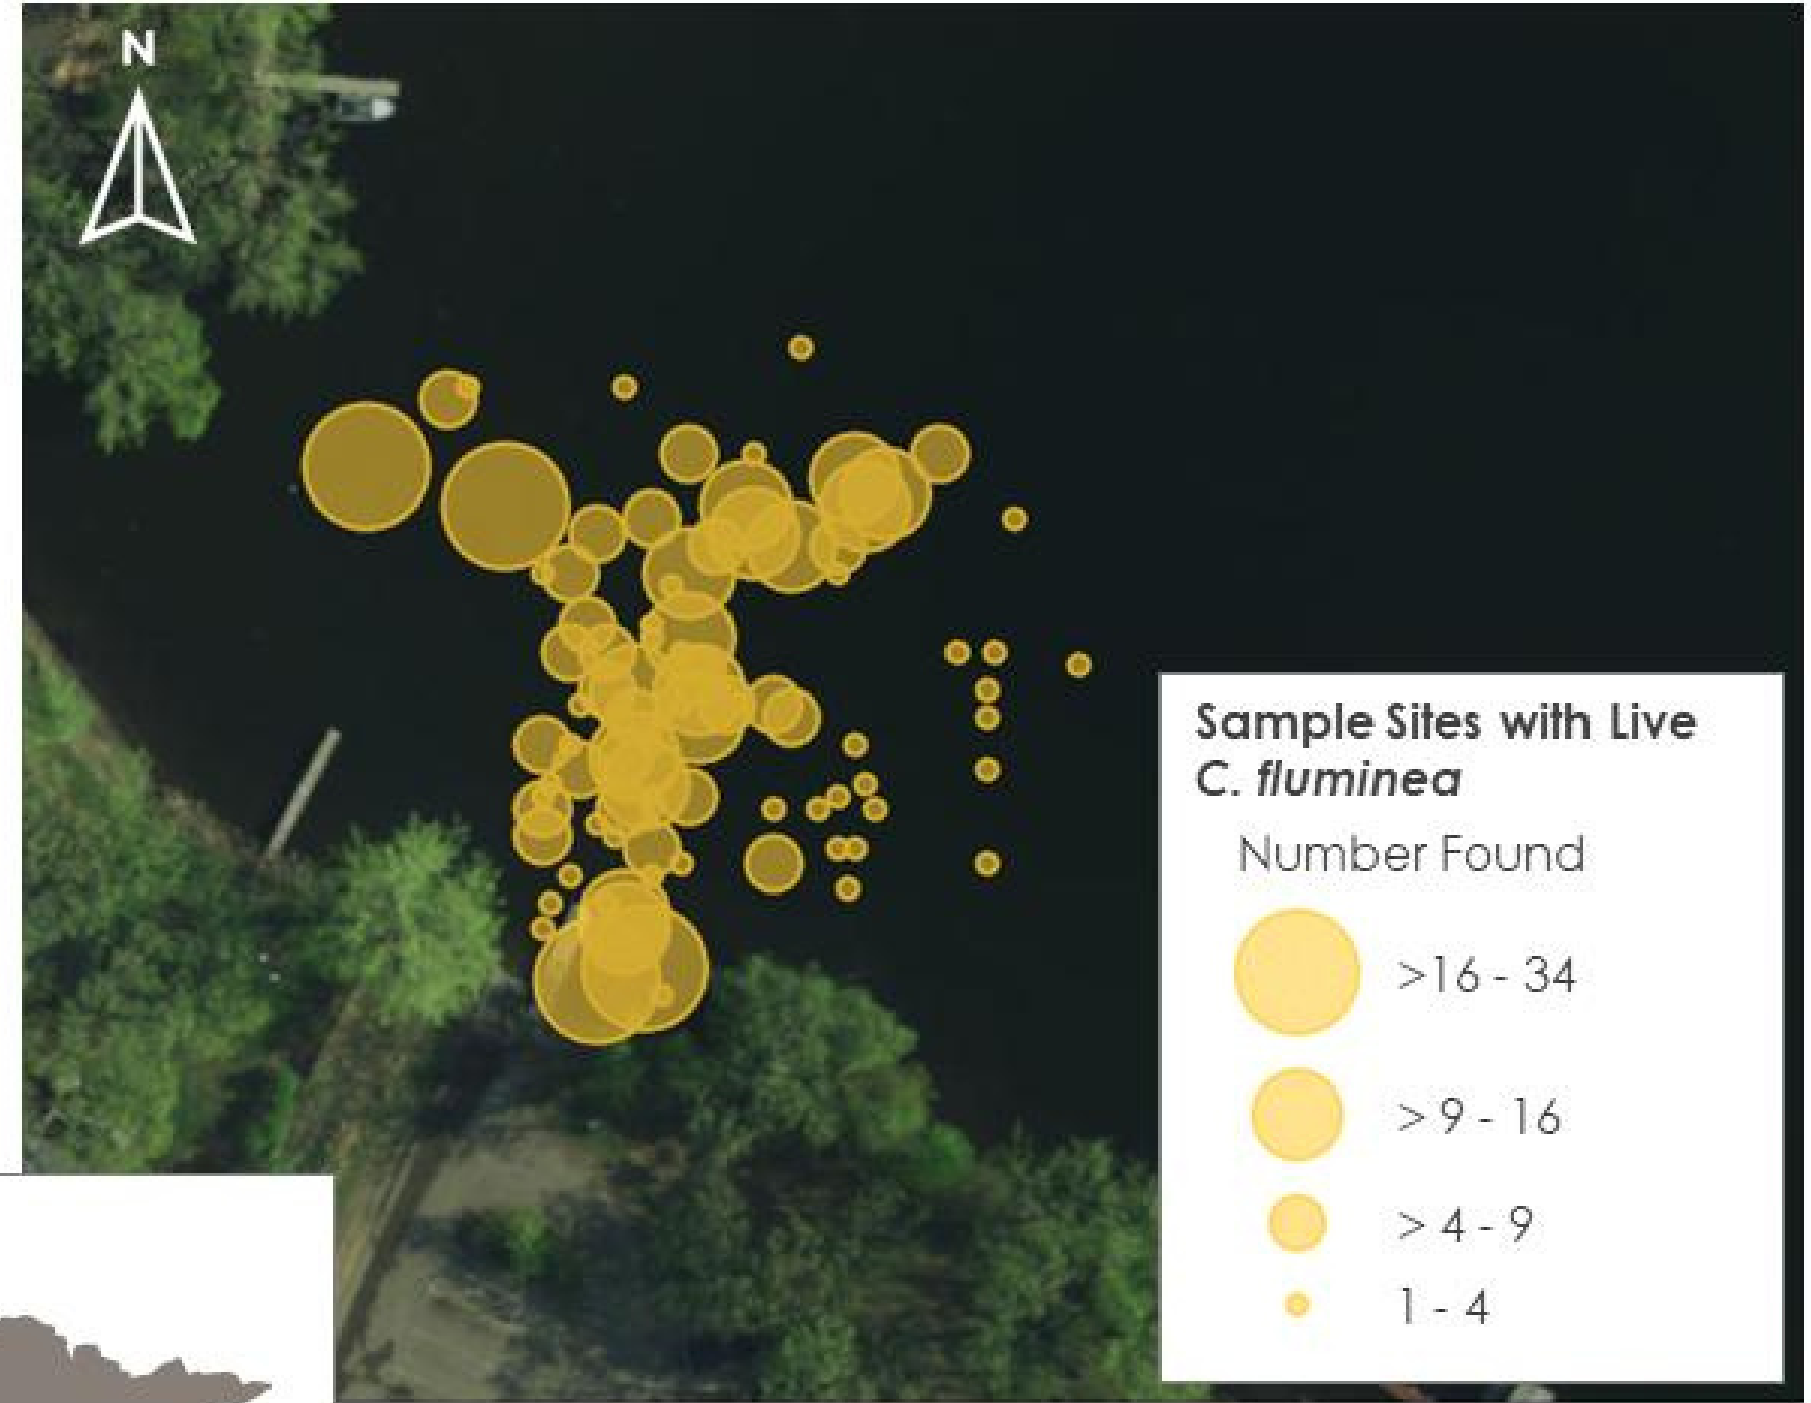 N
Sample Sites with Live
C. fluminea
Number Found
>16 - 34
> 9 - 16
> 4 - 9
1 - 4